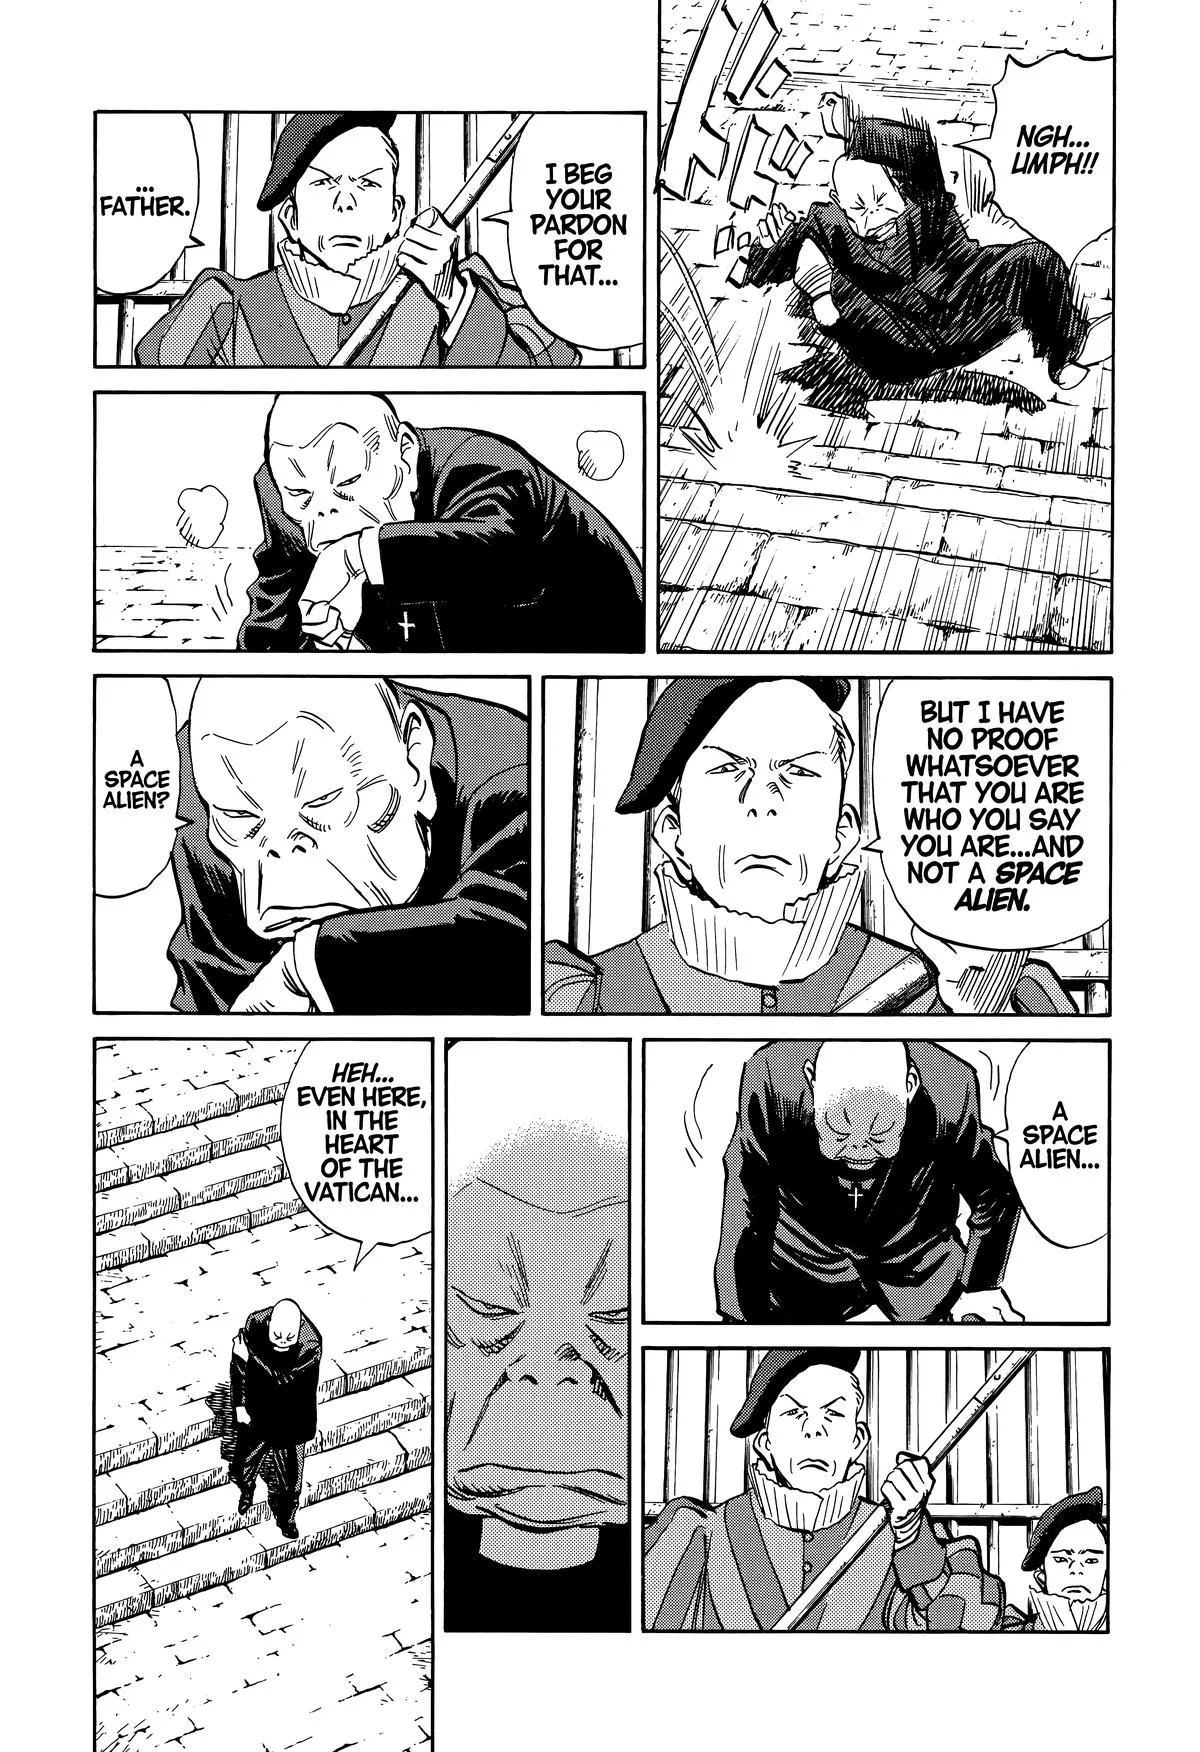 NGH...
UMPH!!
I BEG
YOUR
PARDON
FOR
THAT...
...
FATHER.
BUT I HAVE
NO PROOF
WHATSOEVER
THAT YOU ARE
WHO YOU SAY
YOU ARE...AND
NOT A SPACE
ALIEN.
A
SPACE
ALIEN?
A
SPACE
ALIEN...
HEH...
EVEN HERE,
IN THE
HEART
OF THE
VATICAN...